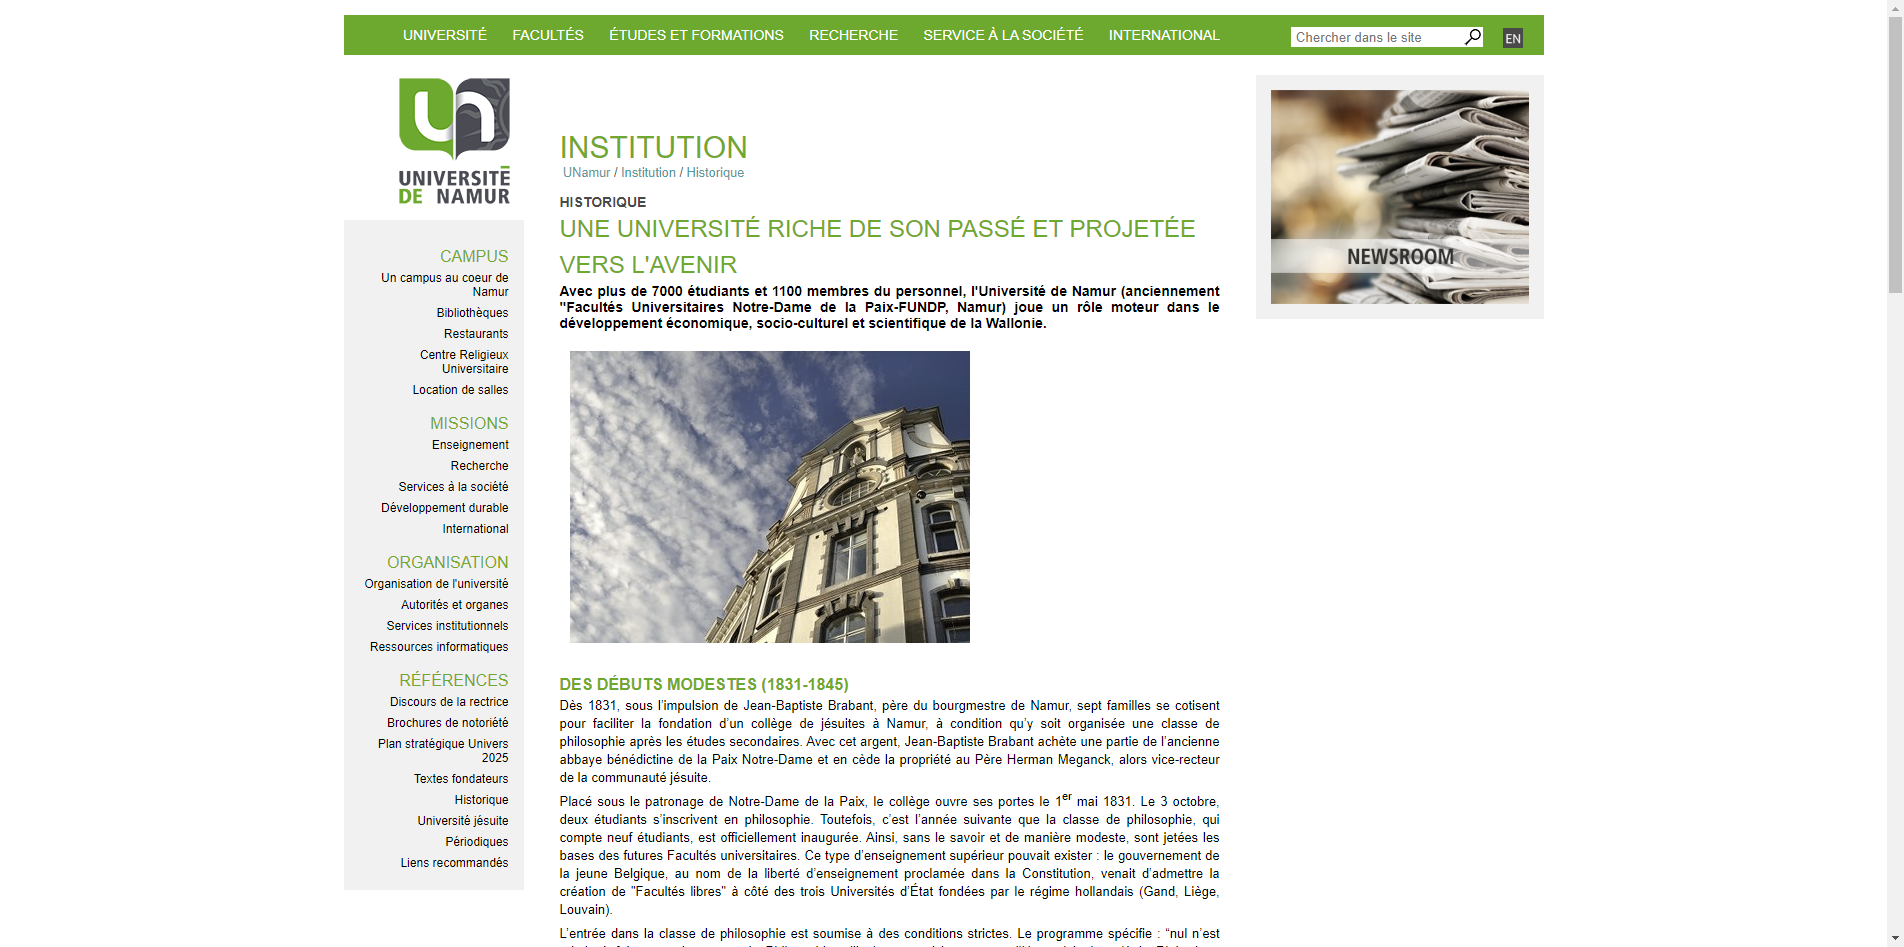 UNIVERSITÉ FACULTÉS ÉTUDES ET FORMATIONS RECHERCHE SERVICE À LA SOCIÉTÉ INTERNATIONAL
Chercher dans le site
EN
UNIVERSITÉ
DE NAMUR
CAMPUS
Un campus au coeur de
Namur
Bibliothèques
Restaurants
Centre Religieux
Universitaire
Location de salles
MISSIONS
Enseignement
Recherche
Services à la société
Développement durable
International
ORGANISATION
Organisation de l'université
Autorités et organes
Services institutionnels
Ressources informatiques
RÉFÉRENCES
Discours de la rectrice
Brochures de notoriété
Plan stratégique Univers
2025
Textes fondateurs
Historique
Université jésuite
Périodiques
Liens recommandés
INSTITUTION
UNamur / Institution / Historique
HISTORIQUE
UNE UNIVERSITÉ RICHE DE SON PASSÉ ET PROJETÉE
VERS L'AVENIR
Avec plus de 7000 étudiants et 1100 membres du personnel, l'Université de Namur (anciennement
"Facultés Universitaires Notre-Dame de la Paix-FUNDP, Namur) joue un rôle moteur dans le
développement économique, socio-culturel et scientifique de la Wallonie.
DES DÉBUTS MODESTES (1831-1845)
Dès 1831, sous l’impulsion de Jean-Baptiste Brabant, père du bourgmestre de Namur, sept familles se cotisent
pour faciliter la fondation d’un collège de jésuites à Namur, à condition qu’y soit organisée une classe de
philosophie après les études secondaires. Avec cet argent, Jean-Baptiste Brabant achète une partie de l’ancienne
abbaye bénédictine de la Paix Notre-Dame et en cède la propriété au Père Herman Meganck, alors vice-recteur
de la communauté jésuite.
Placé sous le patronage de Notre-Dame de la Paix, le collège ouvre ses portes le 1er mai 1831. Le 3 octobre,
deux étudiants s’inscrivent en philosophie. Toutefois, c’est l’année suivante que la classe de philosophie, qui
compte neuf étudiants, est officiellement inaugurée. Ainsi, sans le savoir et de manière modeste, sont jetées les
bases des futures Facultés universitaires. Ce type d’enseignement supérieur pouvait exister : le gouvernement de
la jeune Belgique, au nom de la liberté d’enseignement proclamée dans la Constitution, venait d’admettre la
création de "Facultés libres" à côté des trois Universités d’État fondées par le régime hollandais (Gand, Liège,
Louvain).
L’entrée dans la classe de philosophie est soumise à des conditions strictes. Le programme spécifie : “nul n’est
NEWSROOM